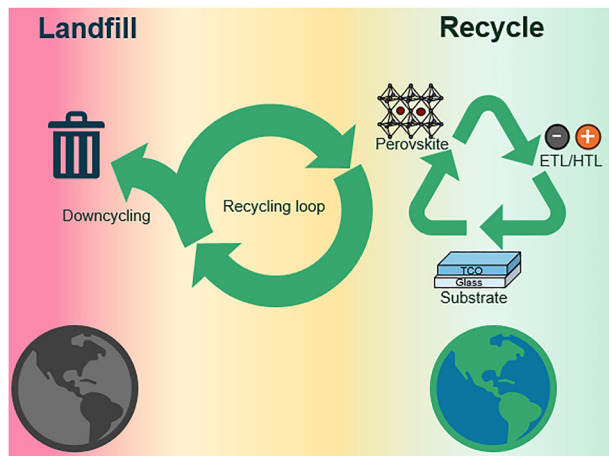 Landfill
Recycle
Perovskite
−
+
ETL/HTL
Downcycling
Recycling loop
TCO
Glass
Substrate